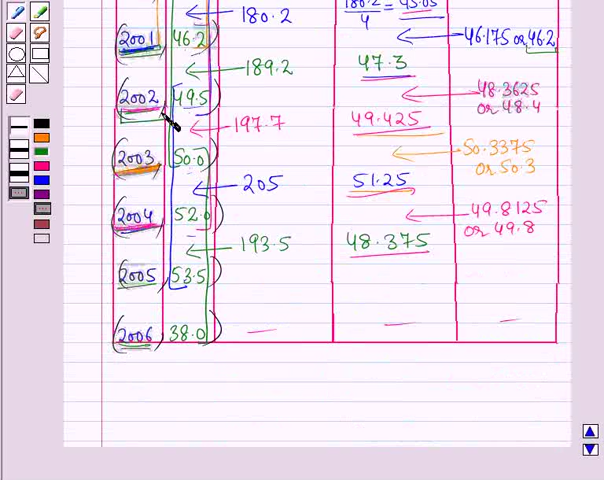 180.2
180.2/4 = 45.05
2001 46.2 46.175 or 46.2
189.2 47.3
2002 49.5 48.3625
or 48.4
197.7 49.425
2003 50.0 50.3375
or 50.3
205 51.25
2004 52.0 49.8125
or 49.8
193.5 48.375
2005 53.5
2006 38.0 — — —